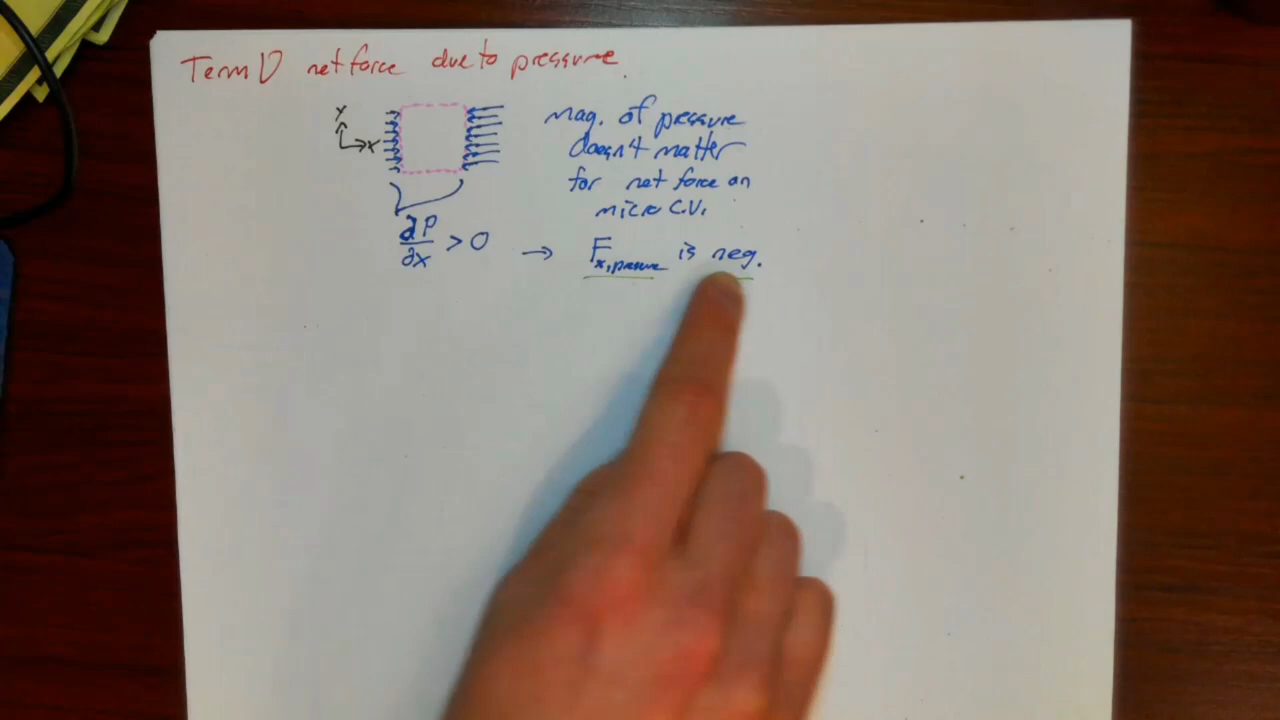 Term D net force due to pressure.
y
x
mag. of pressure
doesn't matter
for net force on
micro C.V.
∂P/∂x > 0 → F_x,pressure is neg.